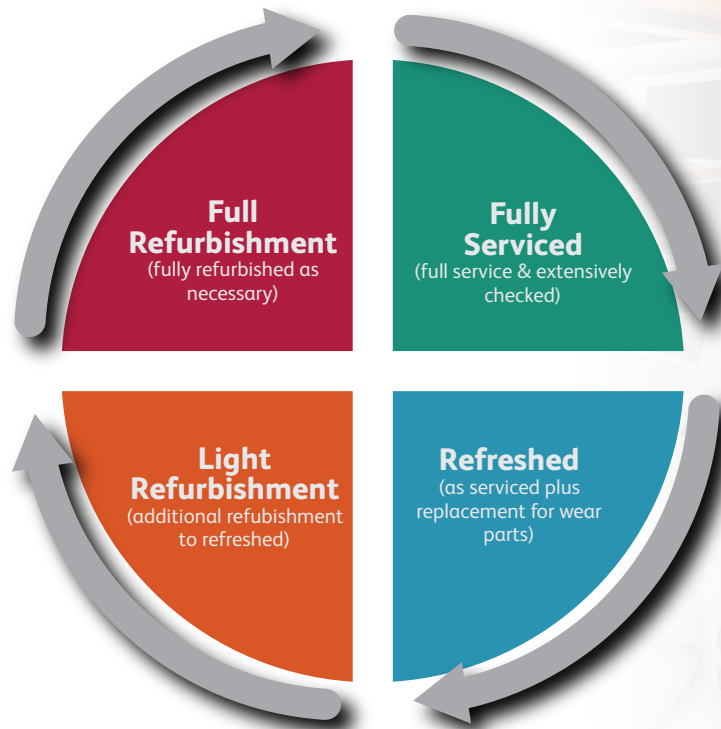 Full
Refurbishment
(fully refurbished as
necessary)
Fully
Serviced
(full service & extensively
checked)
Light
Refurbishment
(additional refubishment
to refreshed)
Refreshed
(as serviced plus
replacement for wear
parts)